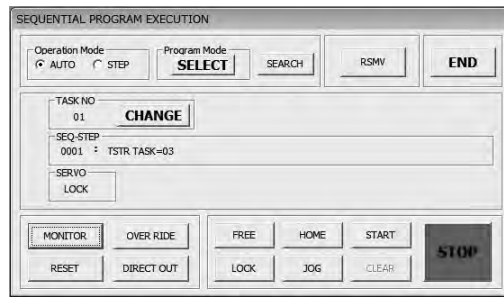 SEQUENTIAL PROGRAM EXECUTION
Operation Mode
AUTO STEP
Program Mode
SELECT
SEARCH
RSMV
END
TASK NO
01
CHANGE
SEQ-STEP
0001 : TSTR TASK=03
SERVO
LOCK
MONITOR OVER RIDE FREE HOME START
STOP
RESET DIRECT OUT LOCK JOG CLEAR